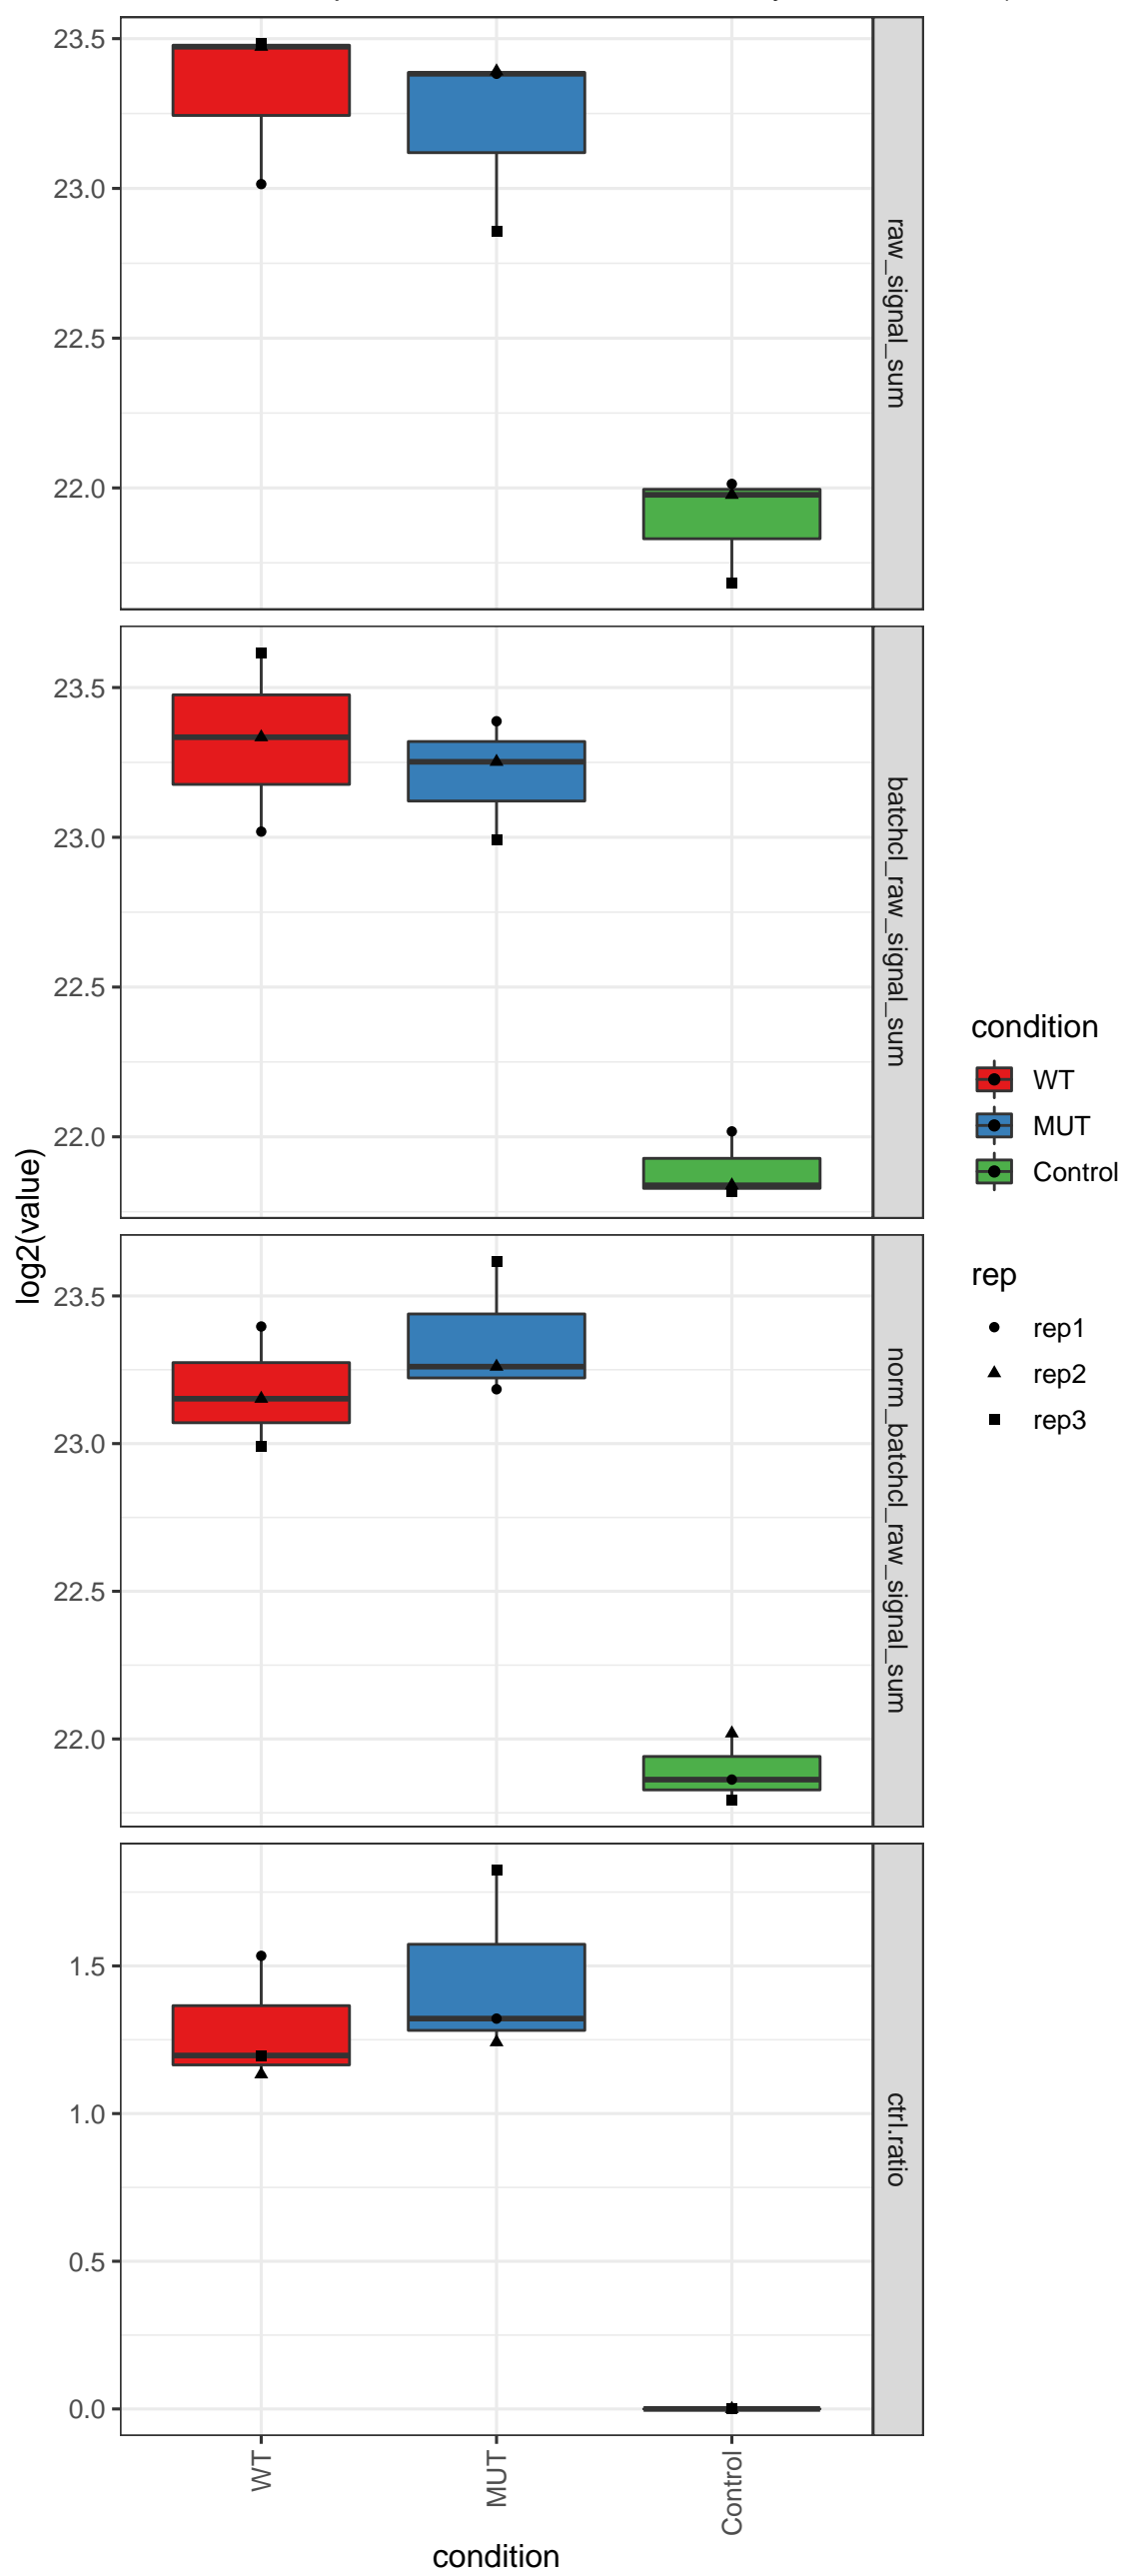 23.5
23.0
22.5
22.0
raw_signal_sum
23.5
23.0
22.5
22.0
batchcl_raw_signal_sum
23.5
23.0
22.5
22.0
norm_batchcl_raw_signal_sum
1.5
1.0
0.5
0.0
ctrl.ratio
log2(value)
WT
MUT
Control
condition
condition
WT
MUT
Control
rep
rep1
rep2
rep3